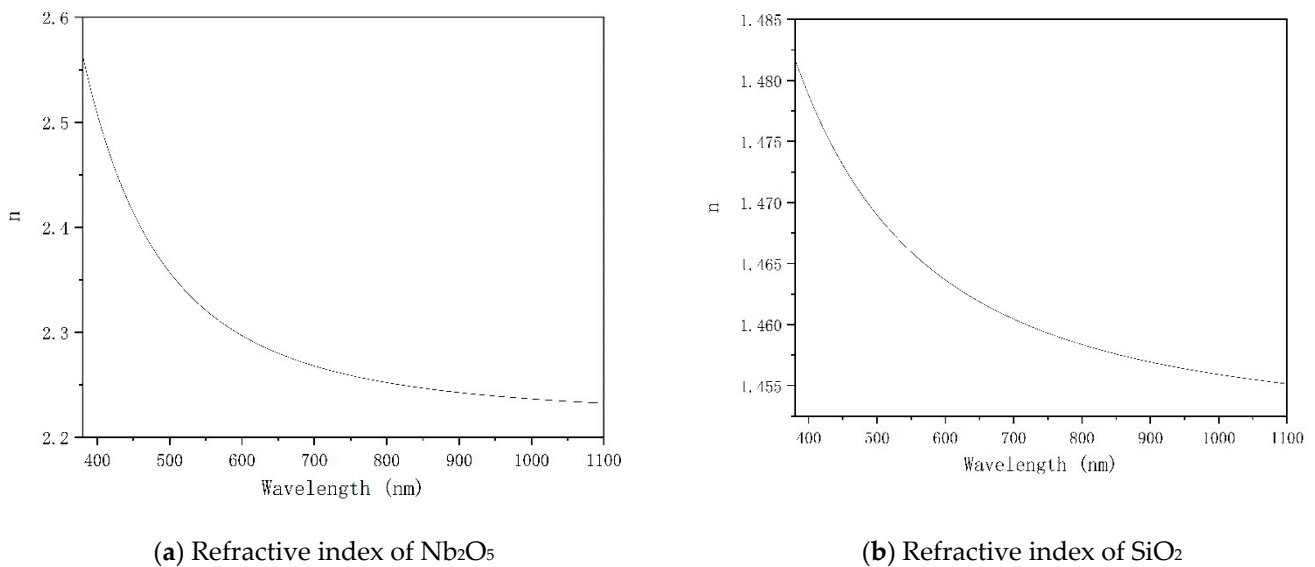 2.6
2.5
2.4
2.3
2.2
n
400 500 600 700 800 900 1000 1100
Wavelength (nm)
(a) Refractive index of Nb₂O₅
1.485
1.480
1.475
1.470
1.465
1.460
1.455
n
400 500 600 700 800 900 1000 1100
Wavelength (nm)
(b) Refractive index of SiO₂